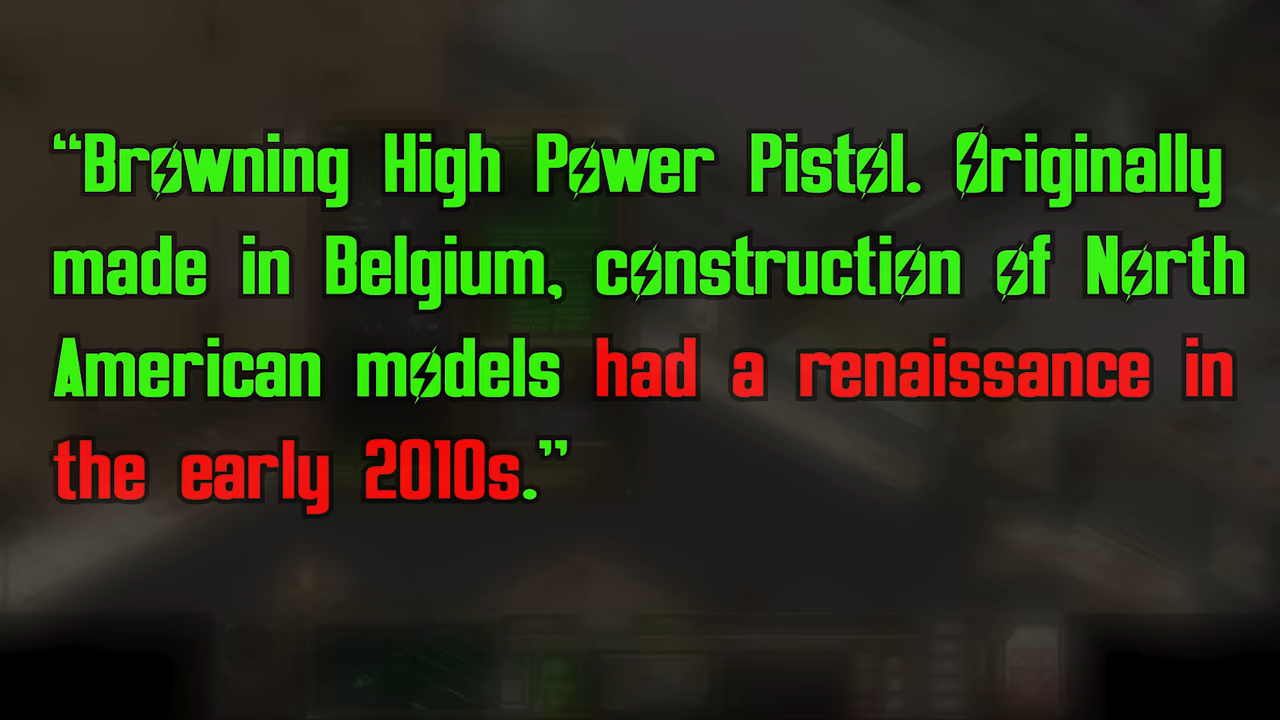 “Browning High Power Pistol. Originally
made in Belgium, construction of North
American models had a renaissance in
the early 2010s.”